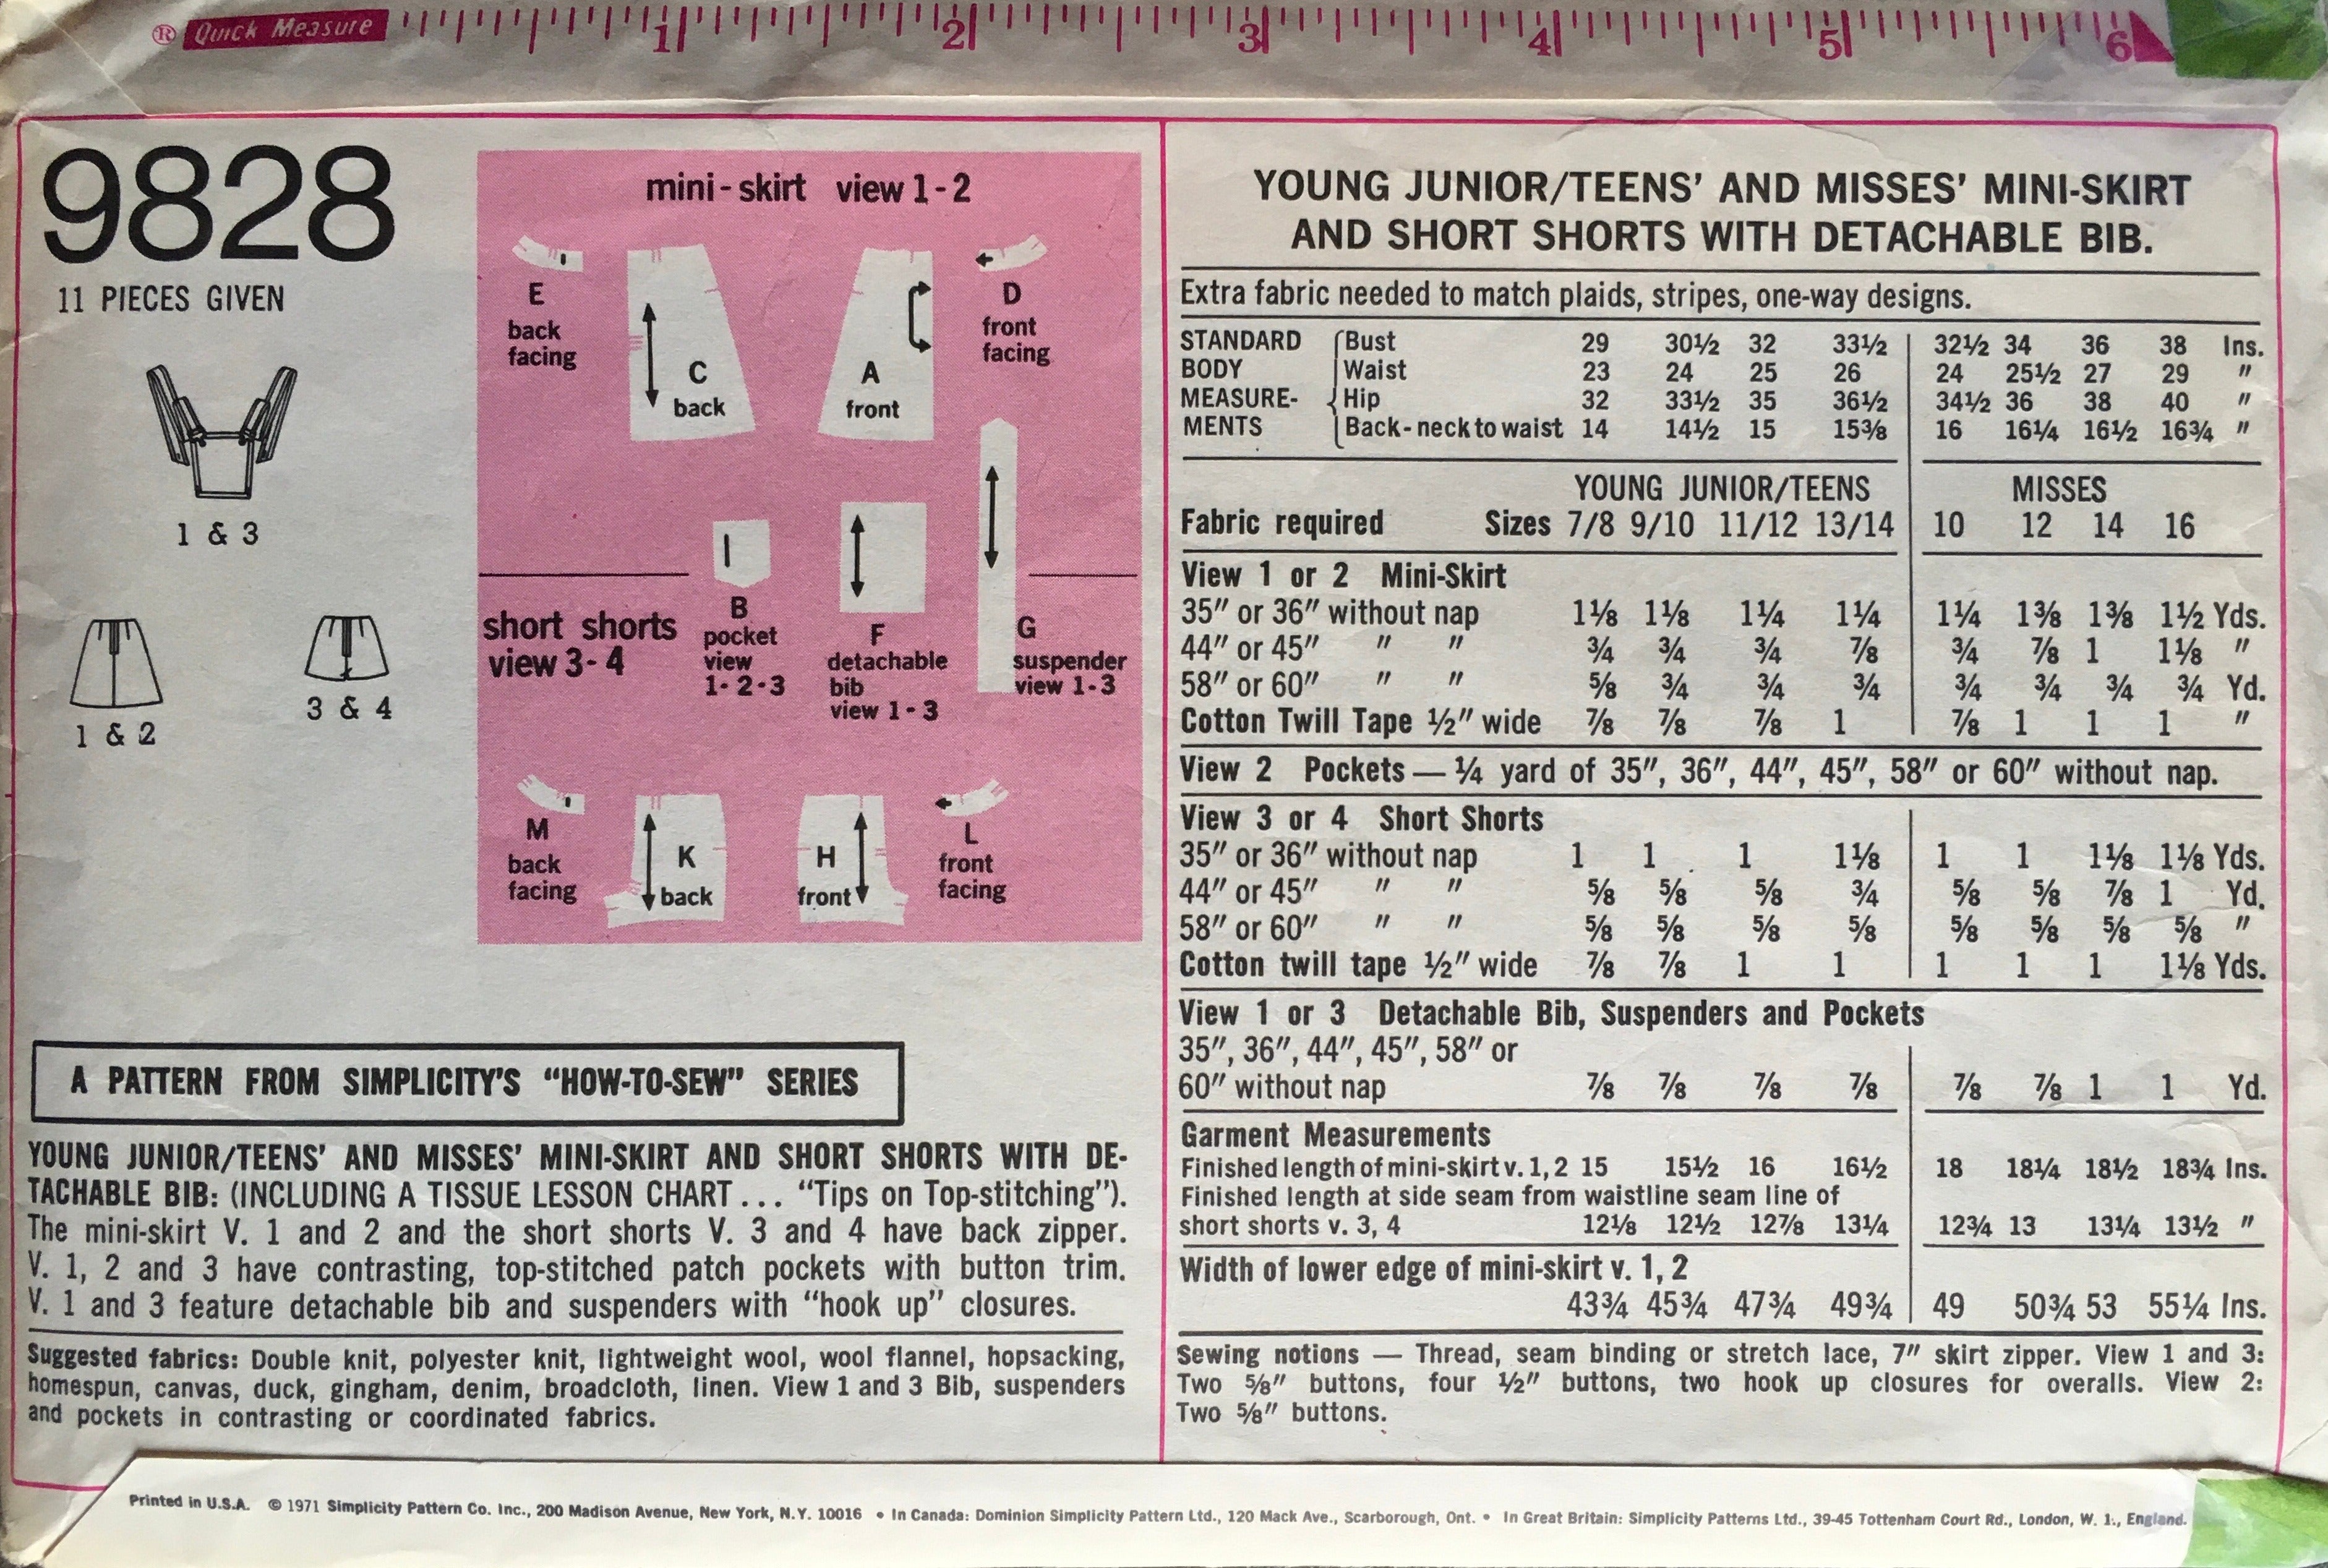 ® Quick Measure 1 2 3 4 5 6
9828
11 PIECES GIVEN
1 & 3
1 & 2
3 & 4
mini-skirt view 1-2
E
back
facing
C
back
A
front
D
front
facing
short shorts
view 3-4
B
pocket
view
1-2-3
F
detachable
bib
view 1-3
G
suspender
view 1-3
M
back
facing
K
back
H
front
L
front
facing
A PATTERN FROM SIMPLICITY'S "HOW-TO-SEW" SERIES
YOUNG JUNIOR/TEENS' AND MISSES' MINI-SKIRT AND SHORT SHORTS WITH DE-
TACHABLE BIB: (INCLUDING A TISSUE LESSON CHART... "Tips on Top-stitching").
The mini-skirt V. 1 and 2 and the short shorts V. 3 and 4 have back zipper.
V. 1, 2 and 3 have contrasting, top-stitched patch pockets with button trim.
V. 1 and 3 feature detachable bib and suspenders with "hook up" closures.
Suggested fabrics: Double knit, polyester knit, lightweight wool, wool flannel, hopsacking,
homespun, canvas, duck, gingham, denim, broadcloth, linen. View 1 and 3 Bib, suspenders
and pockets in contrasting or coordinated fabrics.
YOUNG JUNIOR/TEENS' AND MISSES' MINI-SKIRT
AND SHORT SHORTS WITH DETACHABLE BIB.
Extra fabric needed to match plaids, stripes, one-way designs.
STANDARD Bust 29 30½ 32 33½ 32½ 34 36 38 Ins.
BODY Waist 23 24 25 26 24 25½ 27 29 "
MEASURE- Hip 32 33½ 35 36½ 34½ 36 38 40 "
MENTS Back-neck to waist 14 14½ 15 15⅜ 16 16¼ 16½ 16¾ "
YOUNG JUNIOR/TEENS MISSES
Fabric required Sizes 7/8 9/10 11/12 13/14 10 12 14 16
View 1 or 2 Mini-Skirt
35" or 36" without nap 1⅛ 1⅛ 1¼ 1¼ 1¼ 1⅜ 1⅜ 1½ Yds.
44" or 45" " " ¾ ¾ ¾ ⅞ ¾ ⅞ 1 1⅛ "
58" or 60" " " ⅝ ¾ ¾ ¾ ¾ ¾ ¾ ¾ Yd.
Cotton Twill Tape ½" wide ⅞ ⅞ ⅞ 1 ⅞ 1 1 1 "
View 2 Pockets — ¼ yard of 35", 36", 44", 45", 58" or 60" without nap.
View 3 or 4 Short Shorts
35" or 36" without nap 1 1 1 1⅛ 1 1 1⅛ 1⅛ Yds.
44" or 45" " " ⅝ ⅝ ⅝ ¾ ⅝ ⅝ ⅞ 1 Yd.
58" or 60" " " ⅝ ⅝ ⅝ ⅝ ⅝ ⅝ ⅝ ⅝ "
Cotton twill tape ½" wide ⅞ ⅞ 1 1 1 1 1 1⅛ Yds.
View 1 or 3 Detachable Bib, Suspenders and Pockets
35", 36", 44", 45", 58" or
60" without nap ⅞ ⅞ ⅞ ⅞ ⅞ ⅞ 1 1 Yd.
Garment Measurements
Finished length of mini-skirt v. 1, 2 15 15½ 16 16½ 18 18¼ 18½ 18¾ Ins.
Finished length at side seam from waistline seam line of
short shorts v. 3, 4 12⅛ 12½ 12⅞ 13¼ 12¾ 13 13¼ 13½ "
Width of lower edge of mini-skirt v. 1, 2
43¾ 45¾ 47¾ 49¾ 49 50¾ 53 55¼ Ins.
Sewing notions — Thread, seam binding or stretch lace, 7" skirt zipper. View 1 and 3:
Two ⅝" buttons, four ½" buttons, two hook up closures for overalls. View 2:
Two ⅝" buttons.
Printed in U.S.A. © 1971 Simplicity Pattern Co. Inc., 200 Madison Avenue, New York, N.Y. 10016 • In Canada: Dominion Simplicity Pattern Ltd., 120 Mack Ave., Scarborough, Ont. • In Great Britain: Simplicity Patterns Ltd., 39-45 Tottenham Court Rd., London, W. 1., England.